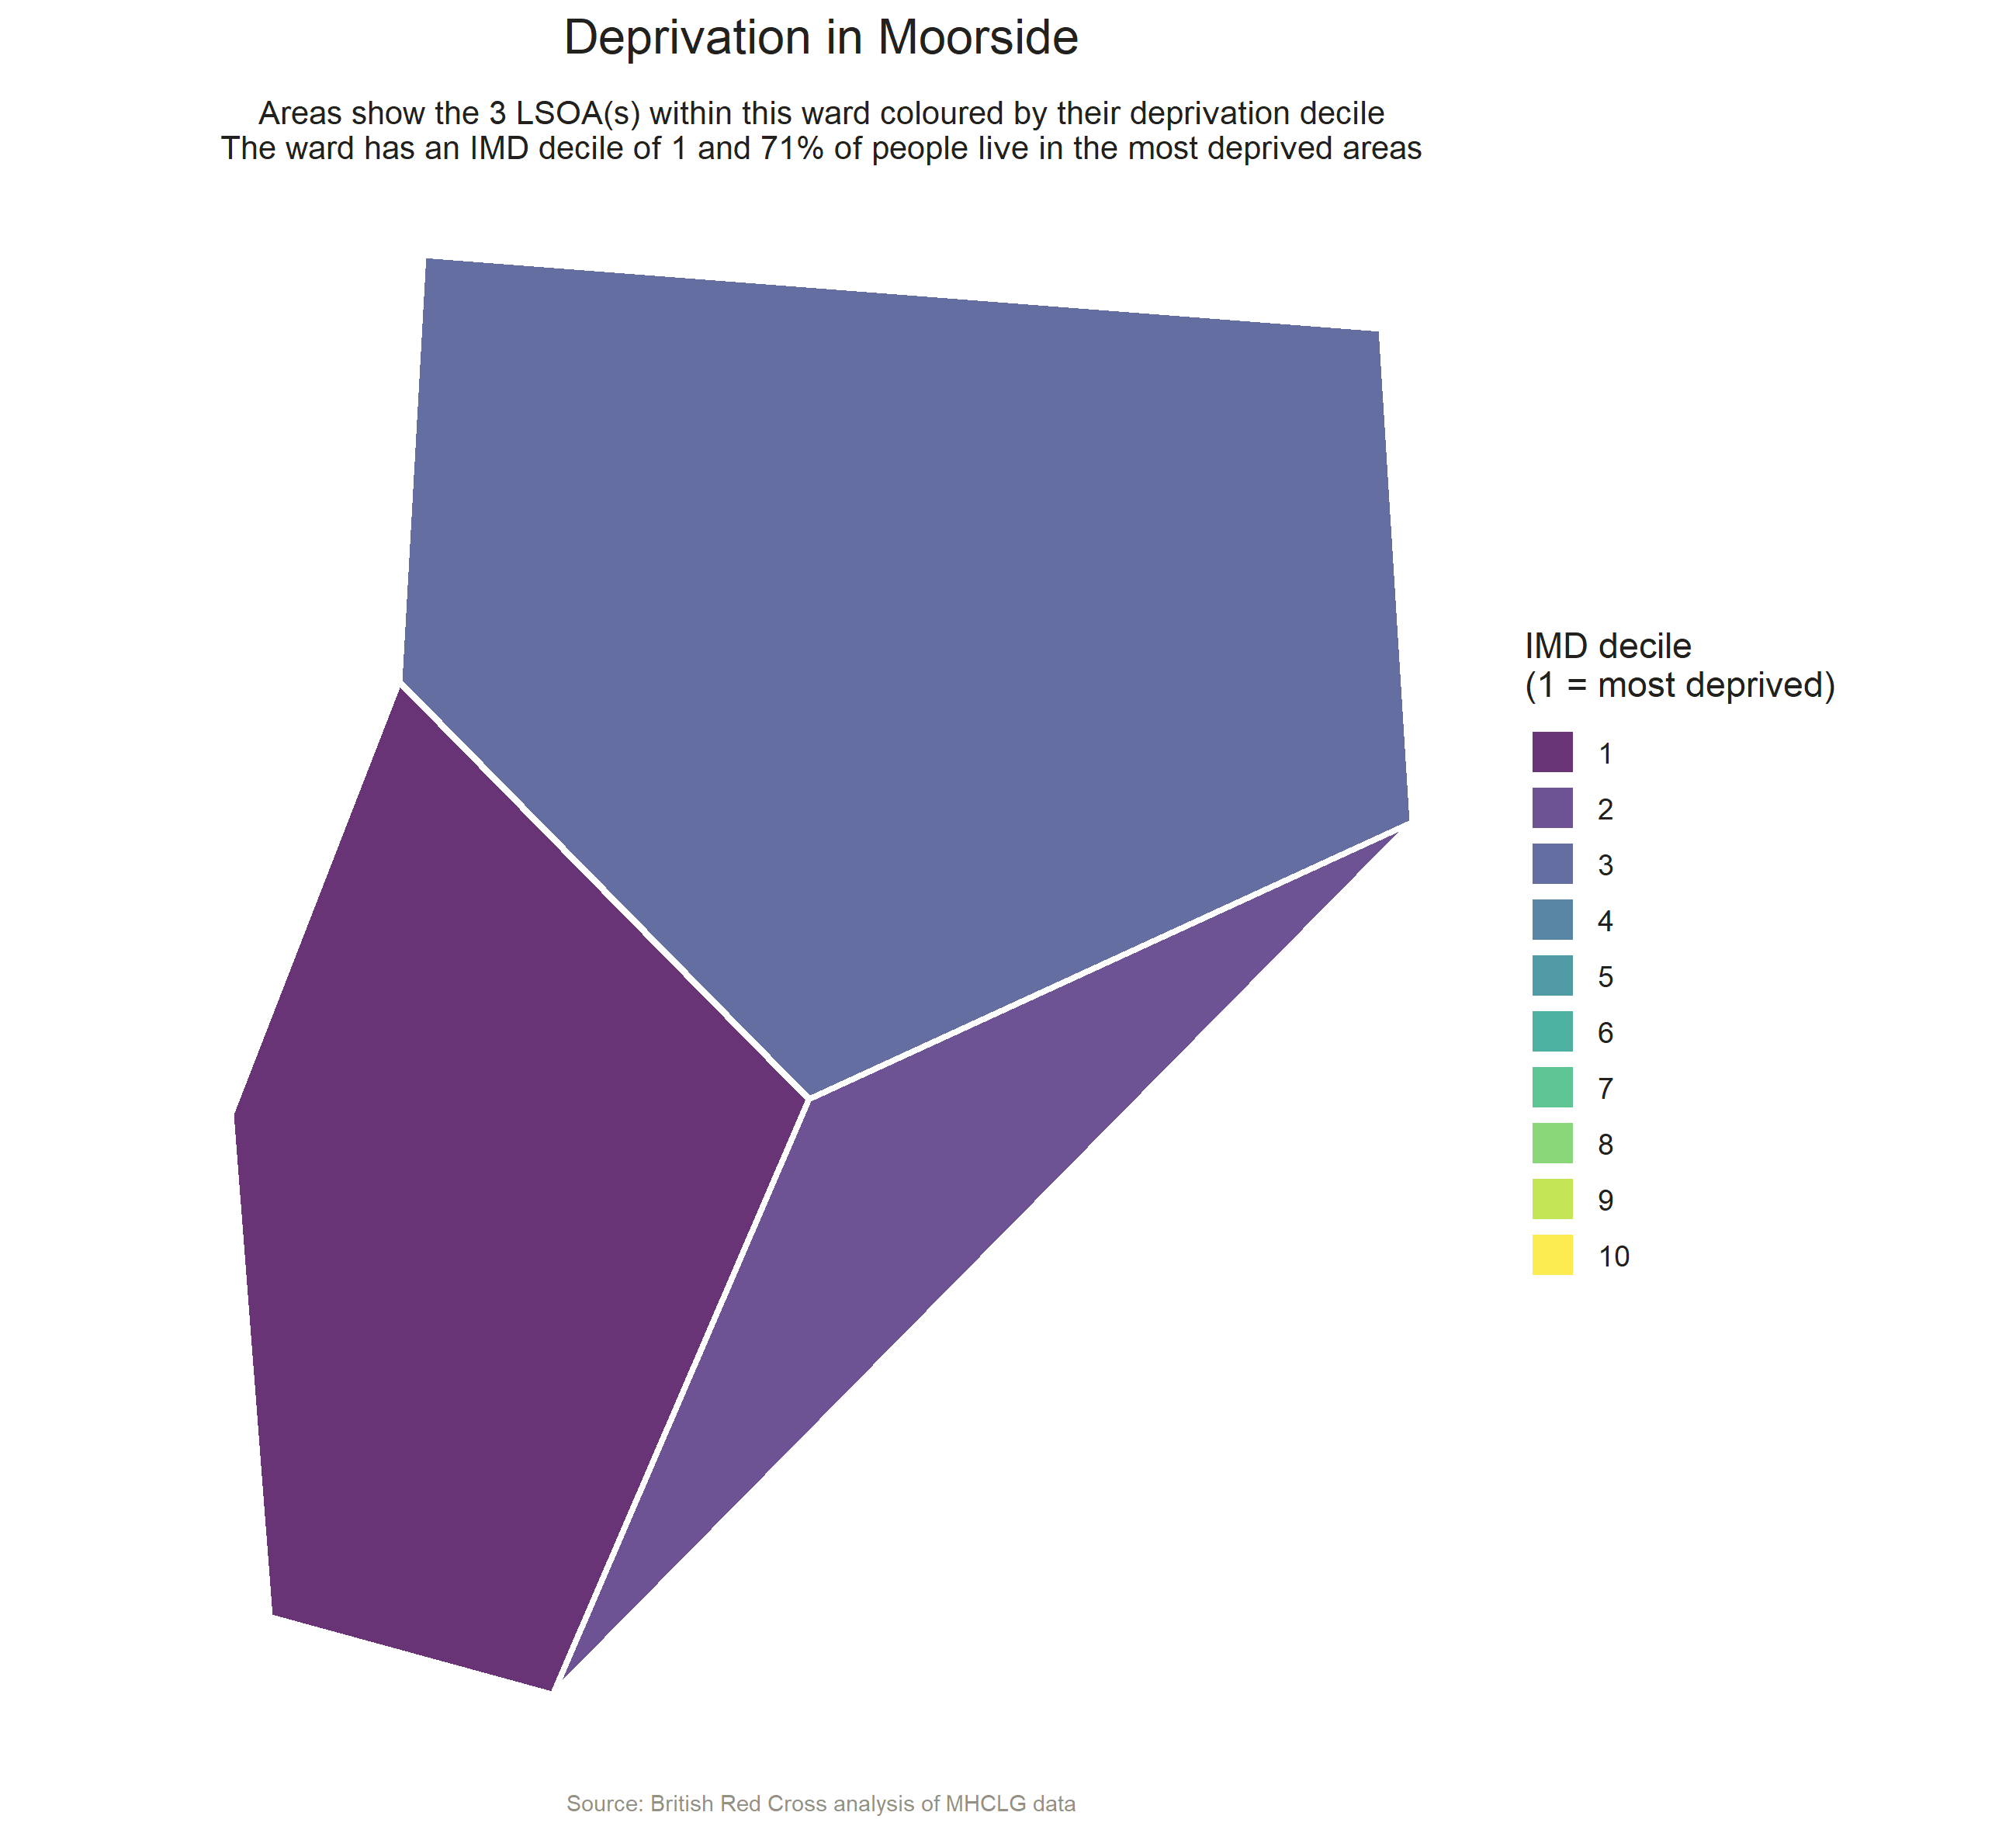 Deprivation in Moorside
Areas show the 3 LSOA(s) within this ward coloured by their deprivation decile
The ward has an IMD decile of 1 and 71% of people live in the most deprived areas
IMD decile
(1 = most deprived)
1
2
3
4
5
6
7
8
9
10
Source: British Red Cross analysis of MHCLG data